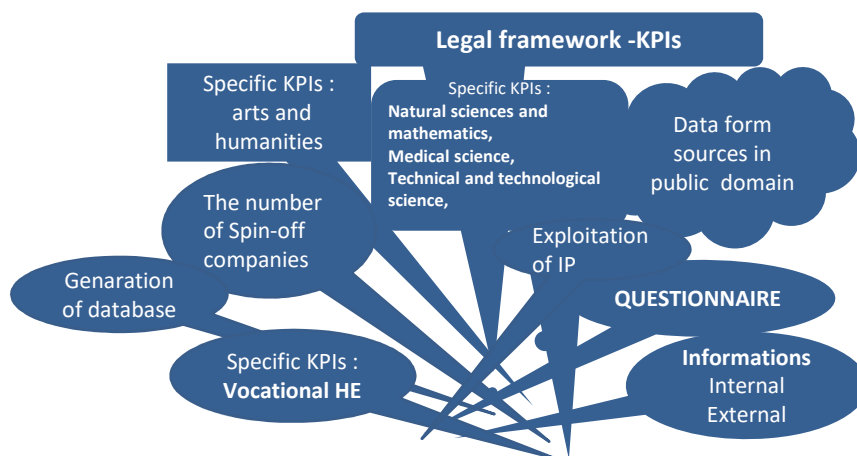 Legal framework -KPIs
Specific KPIs :
arts and
humanities
Specific KPIs :
Natural sciences and
mathematics,
Medical science,
Technical and technological
science,
Data form
sources in
public domain
The number
of Spin-off
companies
Exploitation
of IP
Genaration
of database
QUESTIONNAIRE
Specific KPIs :
Vocational HE
Informations
Internal
External